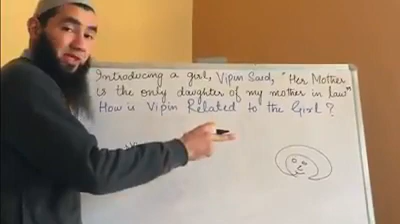 Introducing a girl, Vipin Said, "Her Mother
is the only daughter of my mother in law"
How is Vipin Related to the Girl ?